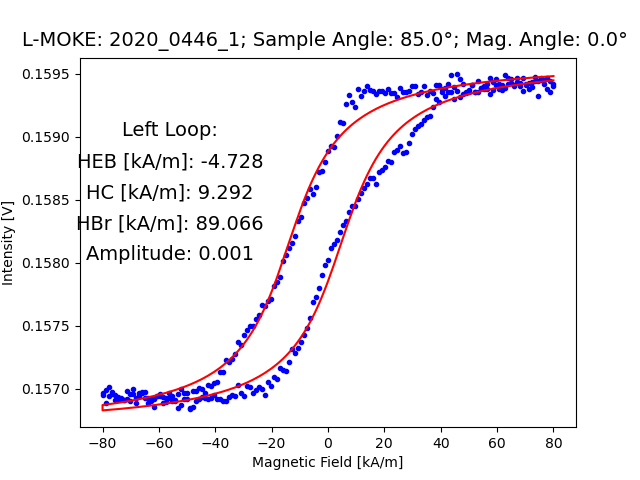 L-MOKE: 2020_0446_1; Sample Angle: 85.0°; Mag. Angle: 0.0°
Left Loop:
HEB [kA/m]: -4.728
HC [kA/m]: 9.292
HBr [kA/m]: 89.066
Amplitude: 0.001
Intensity [V]
0.1595
0.1590
0.1585
0.1580
0.1575
0.1570
−80
−60
−40
−20
0
20
40
60
80
Magnetic Field [kA/m]